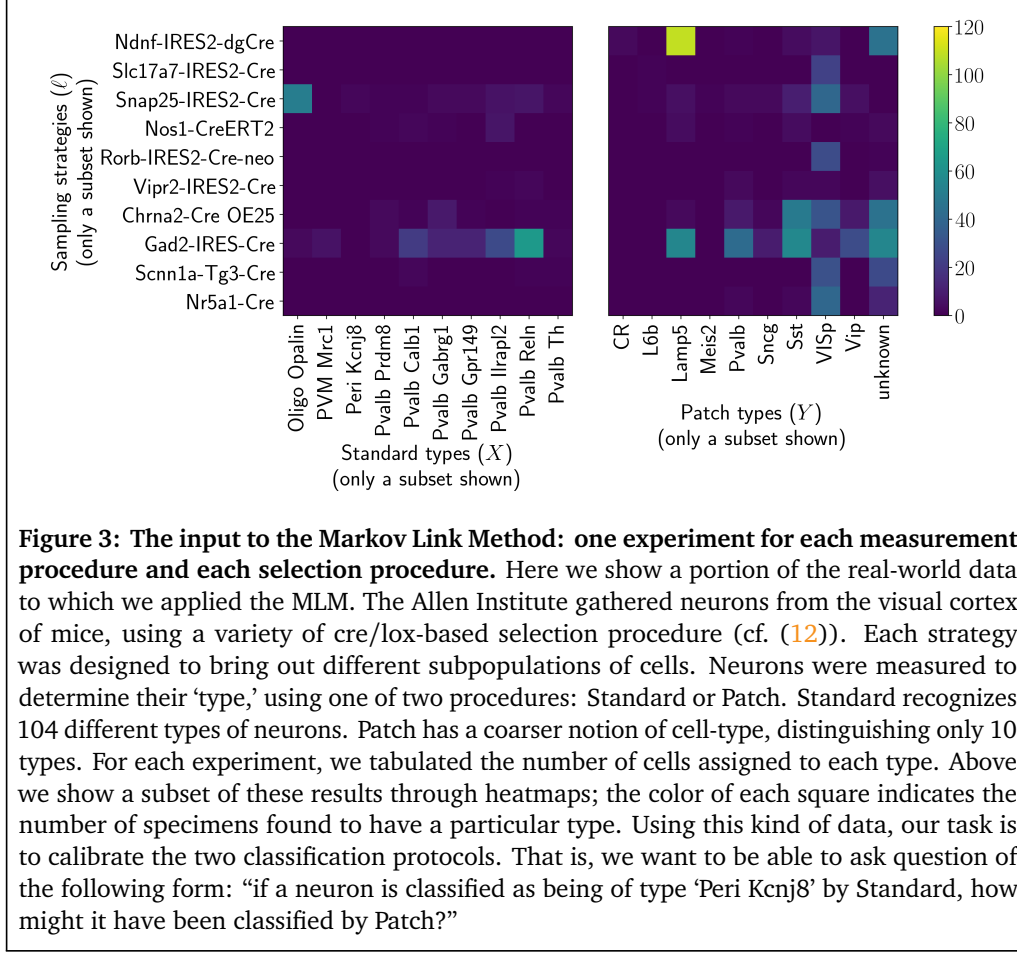 Ndnf-IRES2-dgCre
Slc17a7-IRES2-Cre
Snap25-IRES2-Cre
Nos1-CreERT2
Rorb-IRES2-Cre-neo
Vipr2-IRES2-Cre
Chrna2-Cre OE25
Gad2-IRES-Cre
Scnn1a-Tg3-Cre
Nr5a1-Cre
Sampling strategies (ℓ)
(only a subset shown)
Oligo Opalin
PVM Mrc1
Peri Kcnj8
Pvalb Prdm8
Pvalb Calb1
Pvalb Gabrg1
Pvalb Gpr149
Pvalb Ilrapl2
Pvalb Reln
Pvalb Th
Standard types (X)
(only a subset shown)
CR
L6b
Lamp5
Meis2
Pvalb
Sncg
Sst
VISp
Vip
unknown
Patch types (Y)
(only a subset shown)
120
100
80
60
40
20
0
Figure 3: The input to the Markov Link Method: one experiment for each measurement
procedure and each selection procedure. Here we show a portion of the real-world data
to which we applied the MLM. The Allen Institute gathered neurons from the visual cortex
of mice, using a variety of cre/lox-based selection procedure (cf. (12)). Each strategy
was designed to bring out different subpopulations of cells. Neurons were measured to
determine their ‘type,’ using one of two procedures: Standard or Patch. Standard recognizes
104 different types of neurons. Patch has a coarser notion of cell-type, distinguishing only 10
types. For each experiment, we tabulated the number of cells assigned to each type. Above
we show a subset of these results through heatmaps; the color of each square indicates the
number of specimens found to have a particular type. Using this kind of data, our task is
to calibrate the two classification protocols. That is, we want to be able to ask question of
the following form: “if a neuron is classified as being of type ‘Peri Kcnj8’ by Standard, how
might it have been classified by Patch?”